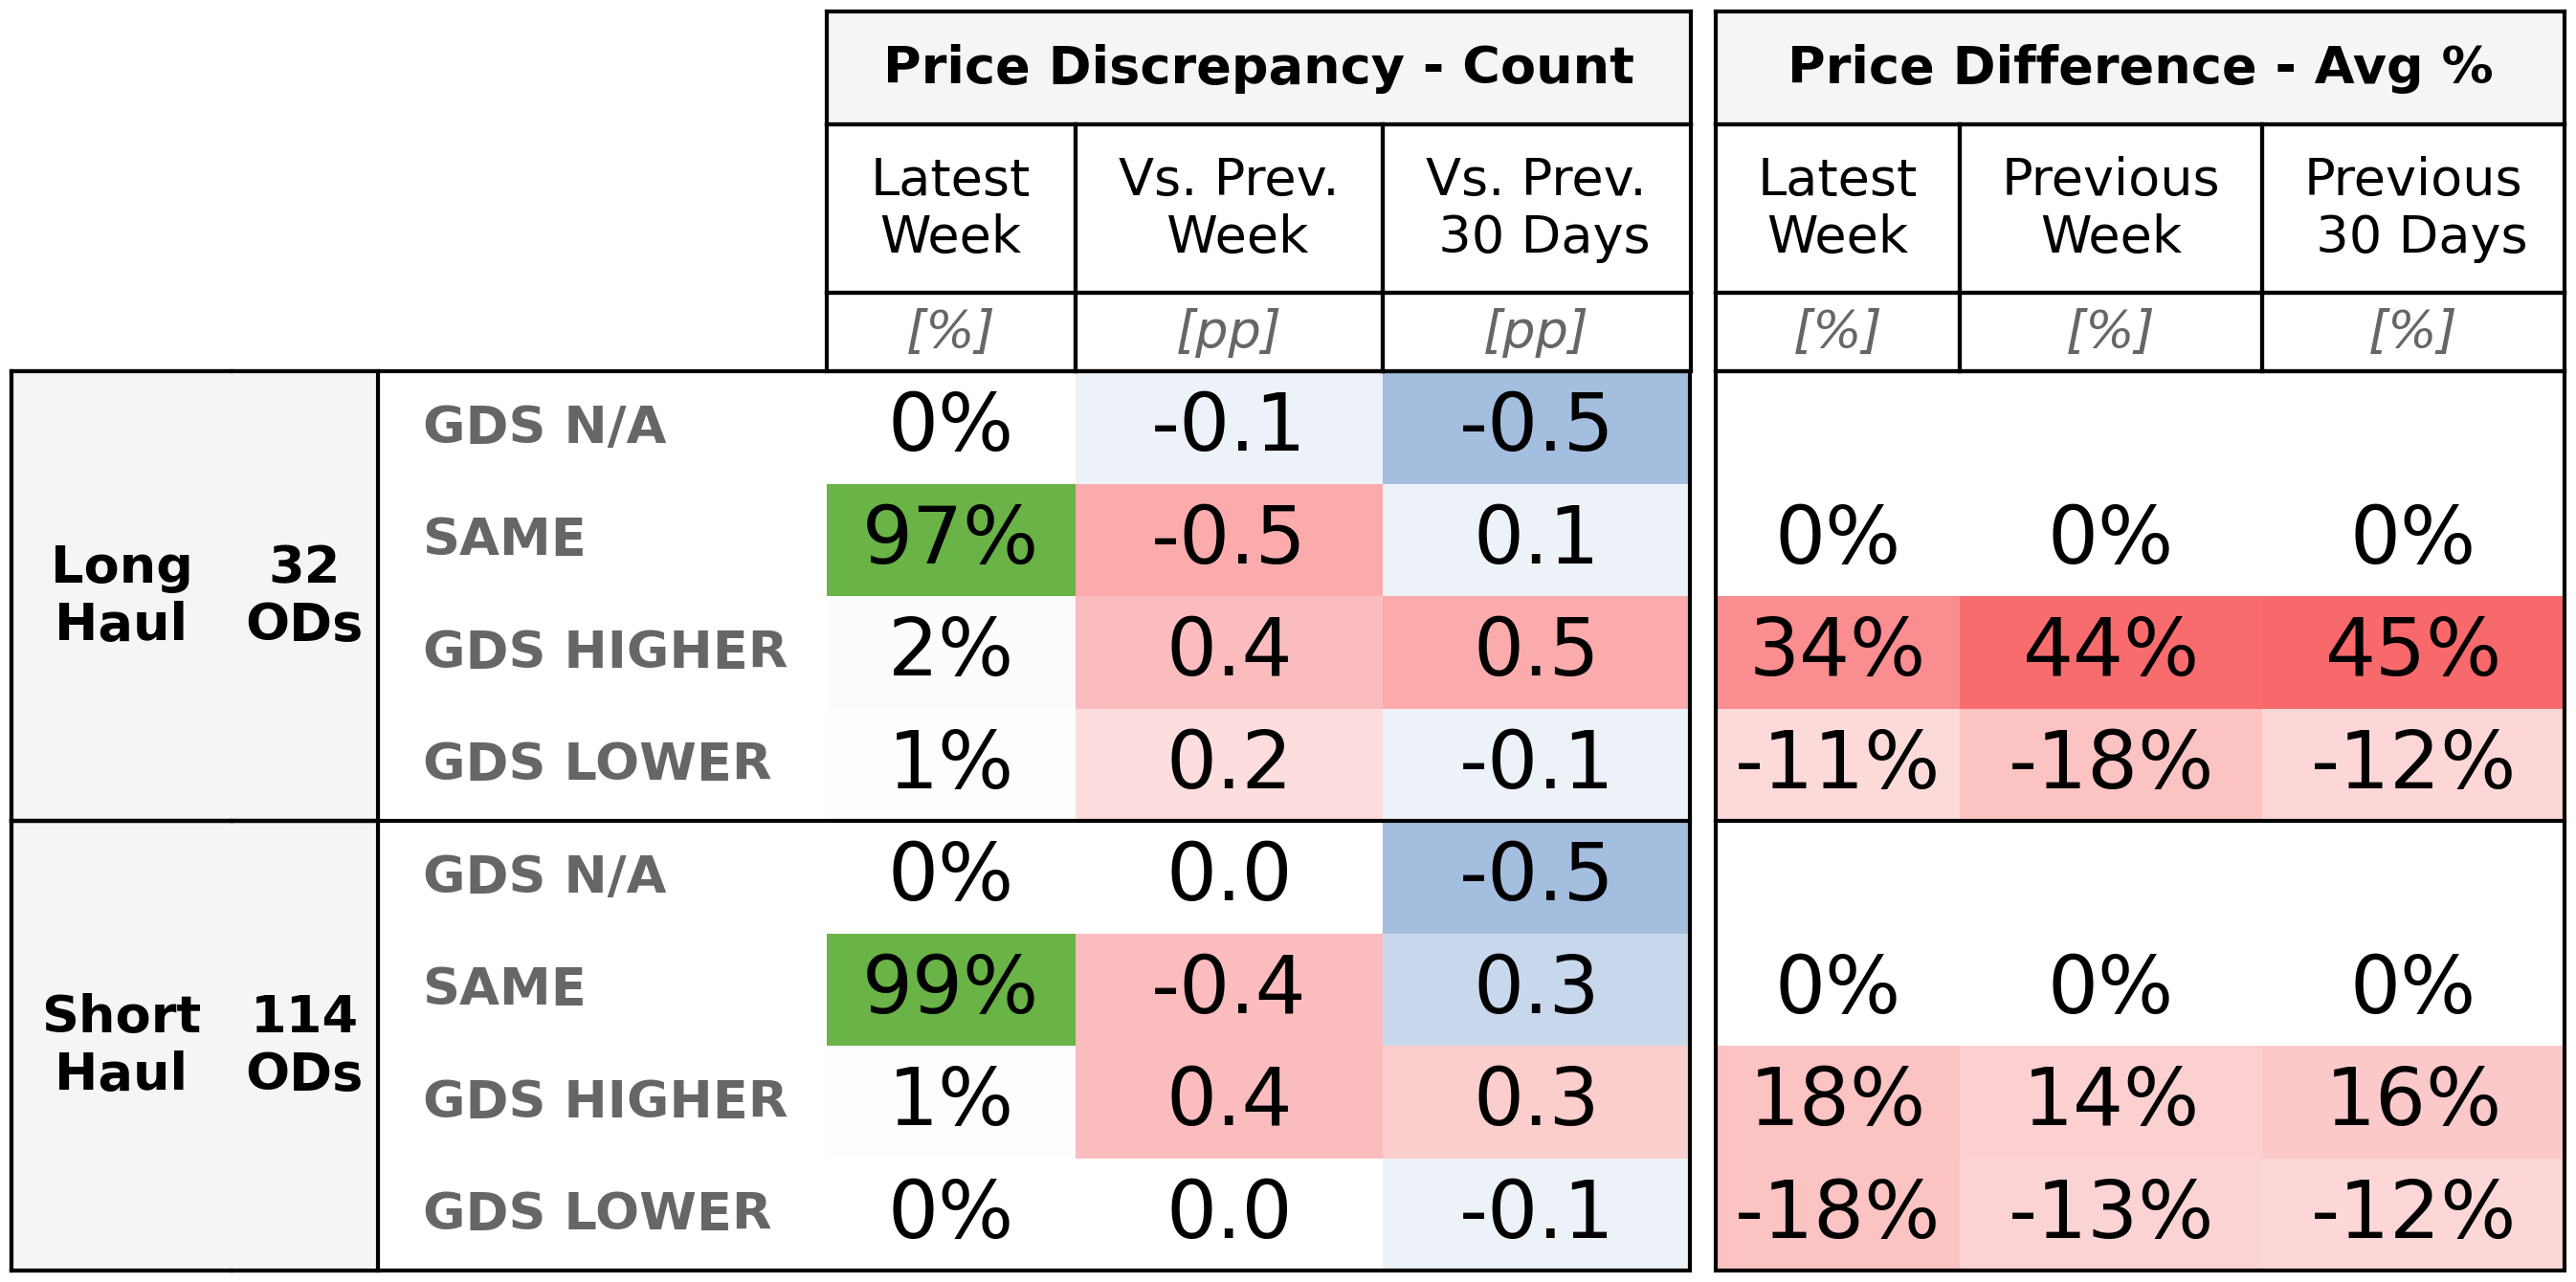 Price Discrepancy - Count Price Difference - Avg %
Latest Week Vs. Prev. Week Vs. Prev. 30 Days Latest Week Previous Week Previous 30 Days
[%] [pp] [pp] [%] [%] [%]
Long Haul 32 ODs
GDS N/A 0% -0.1 -0.5
SAME 97% -0.5 0.1 0% 0% 0%
GDS HIGHER 2% 0.4 0.5 34% 44% 45%
GDS LOWER 1% 0.2 -0.1 -11% -18% -12%
Short Haul 114 ODs
GDS N/A 0% 0.0 -0.5
SAME 99% -0.4 0.3 0% 0% 0%
GDS HIGHER 1% 0.4 0.3 18% 14% 16%
GDS LOWER 0% 0.0 -0.1 -18% -13% -12%